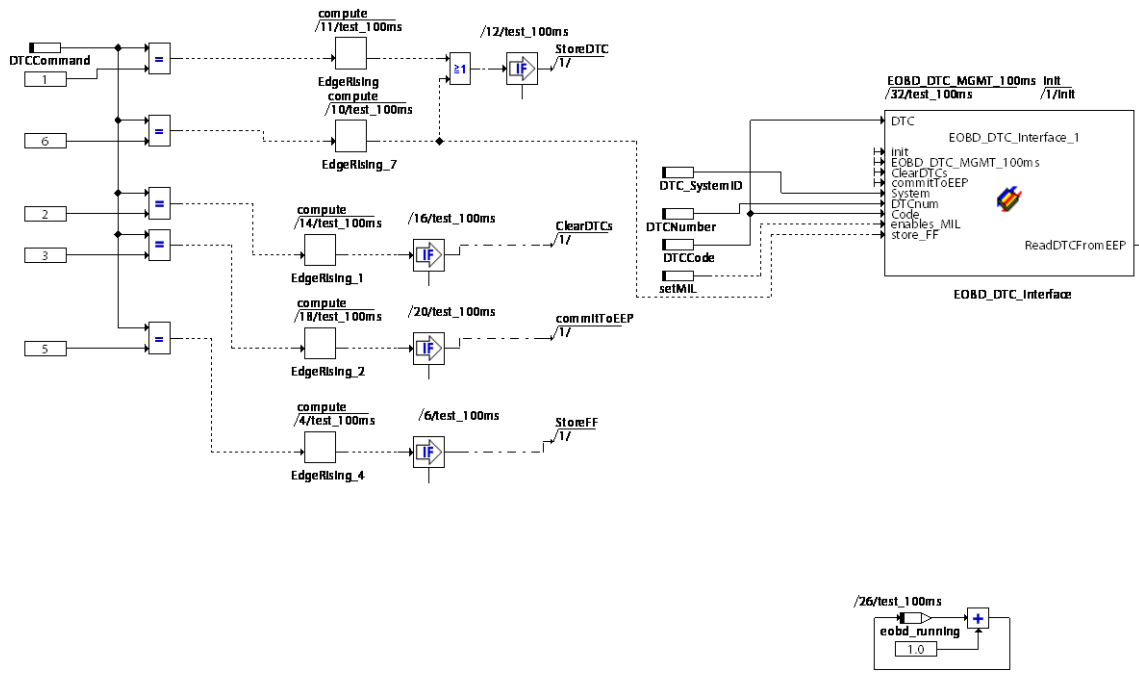 DTCCommand
1
=
compute
/11/test_100ms
EdgeRising
≥1
/12/test_100ms
IF
StoreDTC
/1/
6
=
compute
/10/test_100ms
EdgeRising_7
2
=
compute
/14/test_100ms
EdgeRising_1
/16/test_100ms
IF
ClearDTCs
/1/
3
=
compute
/18/test_100ms
EdgeRising_2
/20/test_100ms
IF
commitToEEP
/1/
5
=
compute
/4/test_100ms
EdgeRising_4
/6/test_100ms
IF
StoreFF
/1/
DTC_SystemID
DTCNumber
DTCCode
setMIL
EOBD_DTC_MGMT_100ms
/32/test_100ms
Init
/1/Init
DTC
EOBD_DTC_Interface_1
init
EOBD_DTC_MGMT_100ms
ClearDTCs
commitToEEP
System
DTCnum
Code
enables_MIL
store_FF
ReadDTCFromEEP
EOBD_DTC_Interface
/26/test_100ms
eobd_running
+
1.0